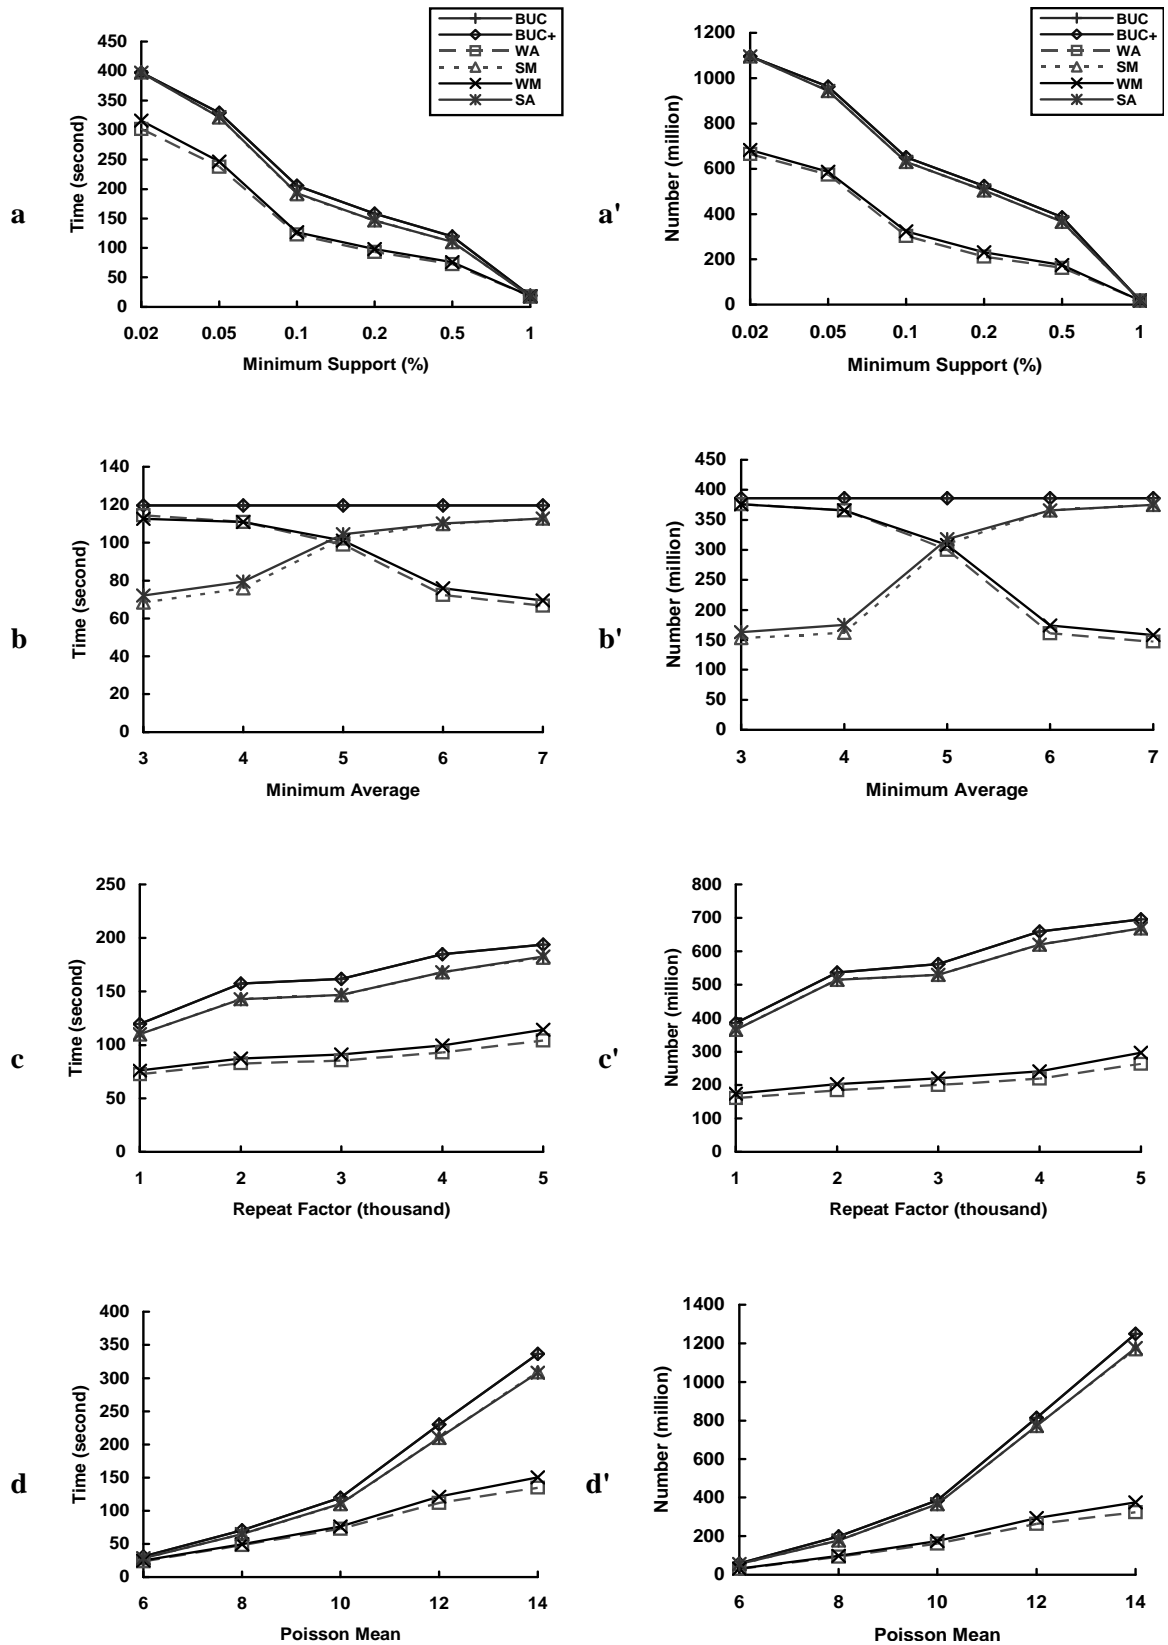 BUC
BUC+
WA
SM
WM
SA
a
Time (second)
450
400
350
300
250
200
150
100
50
0
0.02 0.05 0.1 0.2 0.5 1
Minimum Support (%)
BUC
BUC+
WA
SM
WM
SA
a'
Number (million)
1200
1000
800
600
400
200
0
0.02 0.05 0.1 0.2 0.5 1
Minimum Support (%)
b
Time (second)
140
120
100
80
60
40
20
0
3 4 5 6 7
Minimum Average
b'
Number (million)
450
400
350
300
250
200
150
100
50
0
3 4 5 6 7
Minimum Average
c
Time (second)
250
200
150
100
50
0
1 2 3 4 5
Repeat Factor (thousand)
c'
Number (million)
800
700
600
500
400
300
200
100
0
1 2 3 4 5
Repeat Factor (thousand)
d
Time (second)
400
350
300
250
200
150
100
50
0
6 8 10 12 14
Poisson Mean
d'
Number (million)
1400
1200
1000
800
600
400
200
0
6 8 10 12 14
Poisson Mean